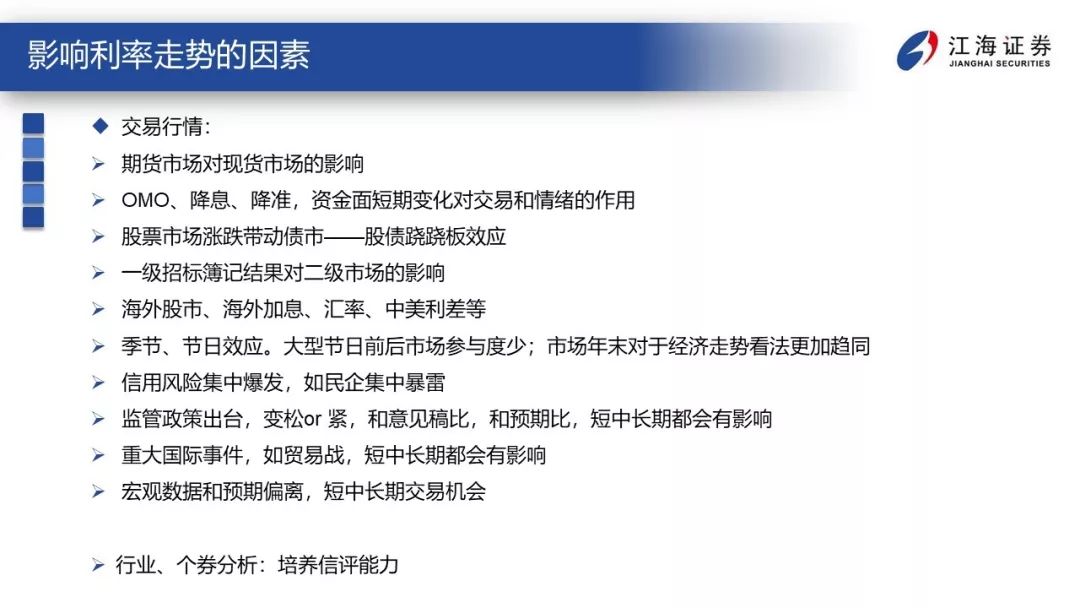 影响利率走势的因素
江海证券
JIANGHAI SECURITIES
交易行情：
期货市场对现货市场的影响
OMO、降息、降准，资金面短期变化对交易和情绪的作用
股票市场涨跌带动债市——股债跷跷板效应
一级招标簿记结果对二级市场的影响
海外股市、海外加息、汇率、中美利差等
季节、节日效应。大型节日前后市场参与度少；市场年末对于经济走势看法更加趋同
信用风险集中爆发，如民企集中暴雷
监管政策出台，变松or 紧，和意见稿比，和预期比，短中长期都会有影响
重大国际事件，如贸易战，短中长期都会有影响
宏观数据和预期偏离，短中长期交易机会
行业、个券分析：培养信评能力